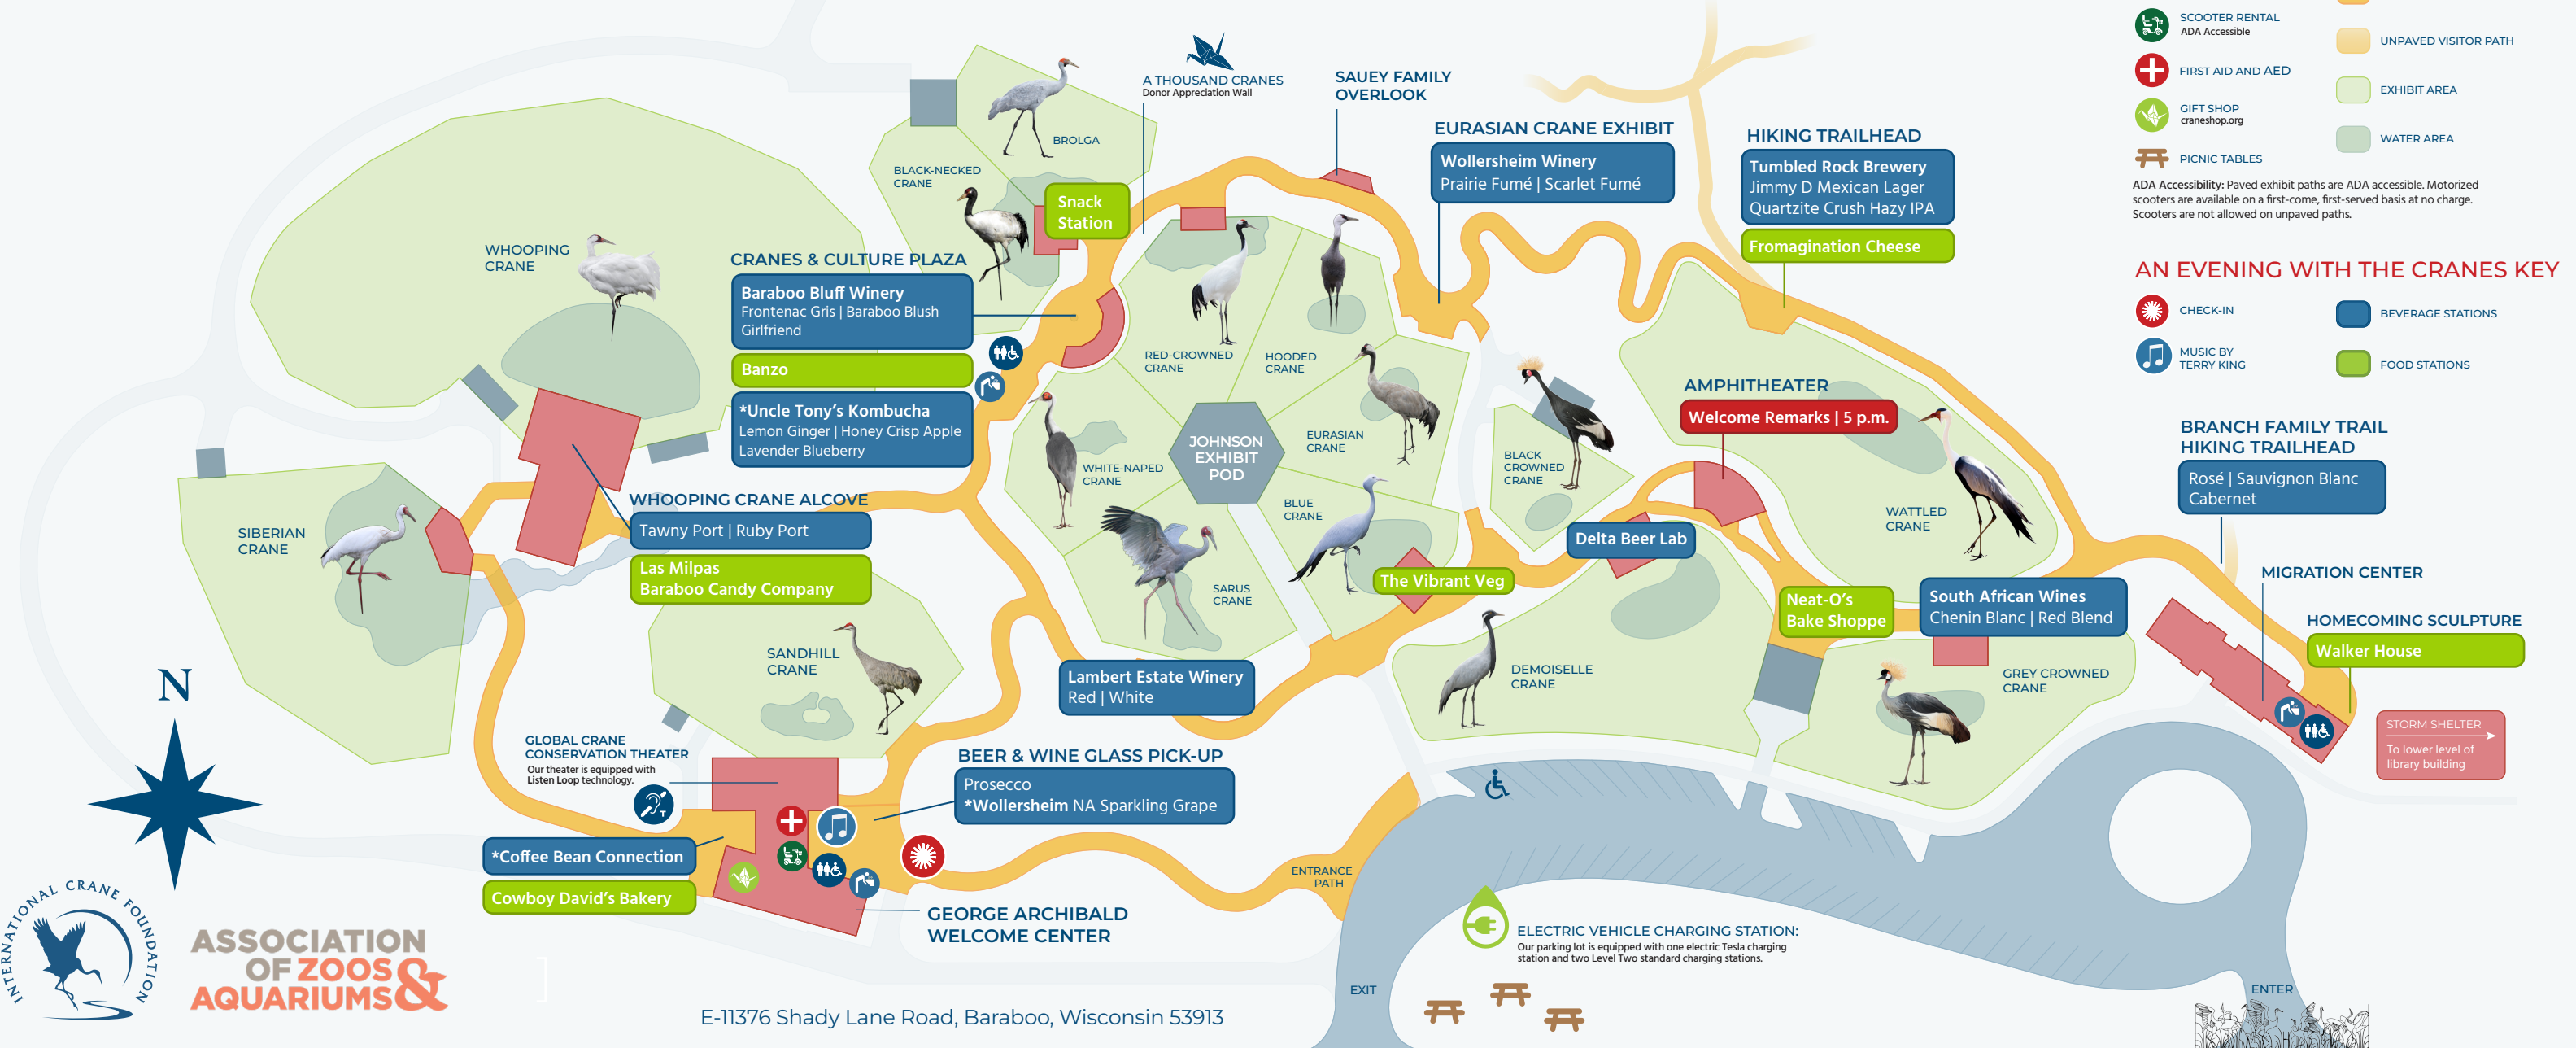 SCOOTER RENTAL
ADA Accessible
FIRST AID AND AED
GIFT SHOP
craneshop.org
PICNIC TABLES
UNPAVED VISITOR PATH
EXHIBIT AREA
WATER AREA
ADA Accessibility: Paved exhibit paths are ADA accessible. Motorized
scooters are available on a first-come, first-served basis at no charge.
Scooters are not allowed on unpaved paths.
AN EVENING WITH THE CRANES KEY
CHECK-IN
MUSIC BY
TERRY KING
BEVERAGE STATIONS
FOOD STATIONS
A THOUSAND CRANES
Donor Appreciation Wall
SAUEY FAMILY
OVERLOOK
EURASIAN CRANE EXHIBIT
Wollersheim Winery
Prairie Fumé | Scarlet Fumé
HIKING TRAILHEAD
Tumbled Rock Brewery
Jimmy D Mexican Lager
Quartzite Crush Hazy IPA
Fromagination Cheese
BROLGA
BLACK-NECKED
CRANE
Snack
Station
WHOOPING
CRANE
CRANES & CULTURE PLAZA
Baraboo Bluff Winery
Frontenac Gris | Baraboo Blush
Girlfriend
Banzo
*Uncle Tony's Kombucha
Lemon Ginger | Honey Crisp Apple
Lavender Blueberry
RED-CROWNED
CRANE
HOODED
CRANE
EURASIAN
CRANE
WHITE-NAPED
CRANE
JOHNSON
EXHIBIT
POD
BLUE
CRANE
SARUS
CRANE
BLACK
CROWNED
CRANE
AMPHITHEATER
Welcome Remarks | 5 p.m.
WATTLED
CRANE
BRANCH FAMILY TRAIL
HIKING TRAILHEAD
Rosé | Sauvignon Blanc
Cabernet
WHOOPING CRANE ALCOVE
Tawny Port | Ruby Port
Las Milpas
Baraboo Candy Company
SIBERIAN
CRANE
Delta Beer Lab
The Vibrant Veg
Neat-O's
Bake Shoppe
South African Wines
Chenin Blanc | Red Blend
MIGRATION CENTER
HOMECOMING SCULPTURE
Walker House
STORM SHELTER
To lower level of
library building
N
SANDHILL
CRANE
Lambert Estate Winery
Red | White
DEMOISELLE
CRANE
GREY CROWNED
CRANE
GLOBAL CRANE
CONSERVATION THEATER
Our theater is equipped with
Listen Loop technology.
T
BEER & WINE GLASS PICK-UP
Prosecco
*Wollersheim NA Sparkling Grape
*Coffee Bean Connection
Cowboy David's Bakery
GEORGE ARCHIBALD
WELCOME CENTER
ENTRANCE
PATH
ELECTRIC VEHICLE CHARGING STATION:
Our parking lot is equipped with one electric Tesla charging
station and two Level Two standard charging stations.
EXIT
ENTER
INTERNATIONAL CRANE FOUNDATION
ASSOCIATION
OF ZOOS &
AQUARIUMS
E-11376 Shady Lane Road, Baraboo, Wisconsin 53913